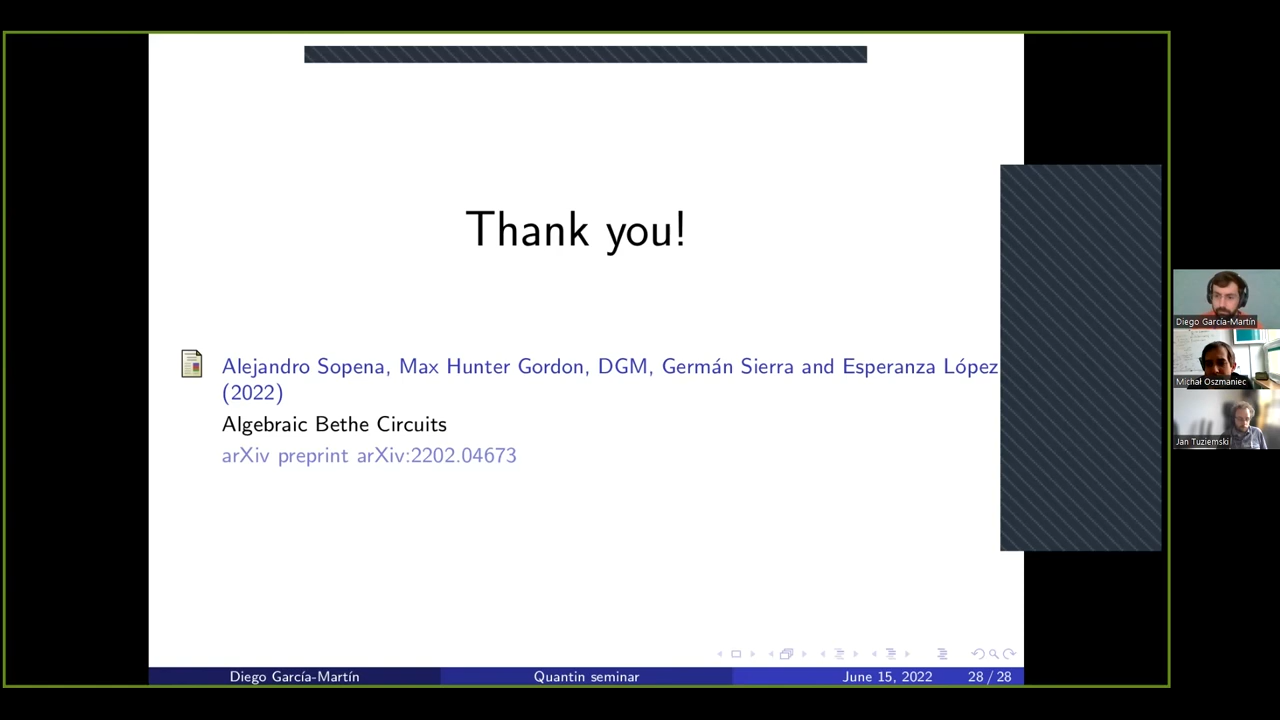 Thank you!
Alejandro Sopena, Max Hunter Gordon, DGM, Germán Sierra and Esperanza López
(2022)
Algebraic Bethe Circuits
arXiv preprint arXiv:2202.04673
Diego García-Martín Quantin seminar June 15, 2022 28 / 28
Diego García-Martín
Michał Oszmaniec
Jan Tuziemski